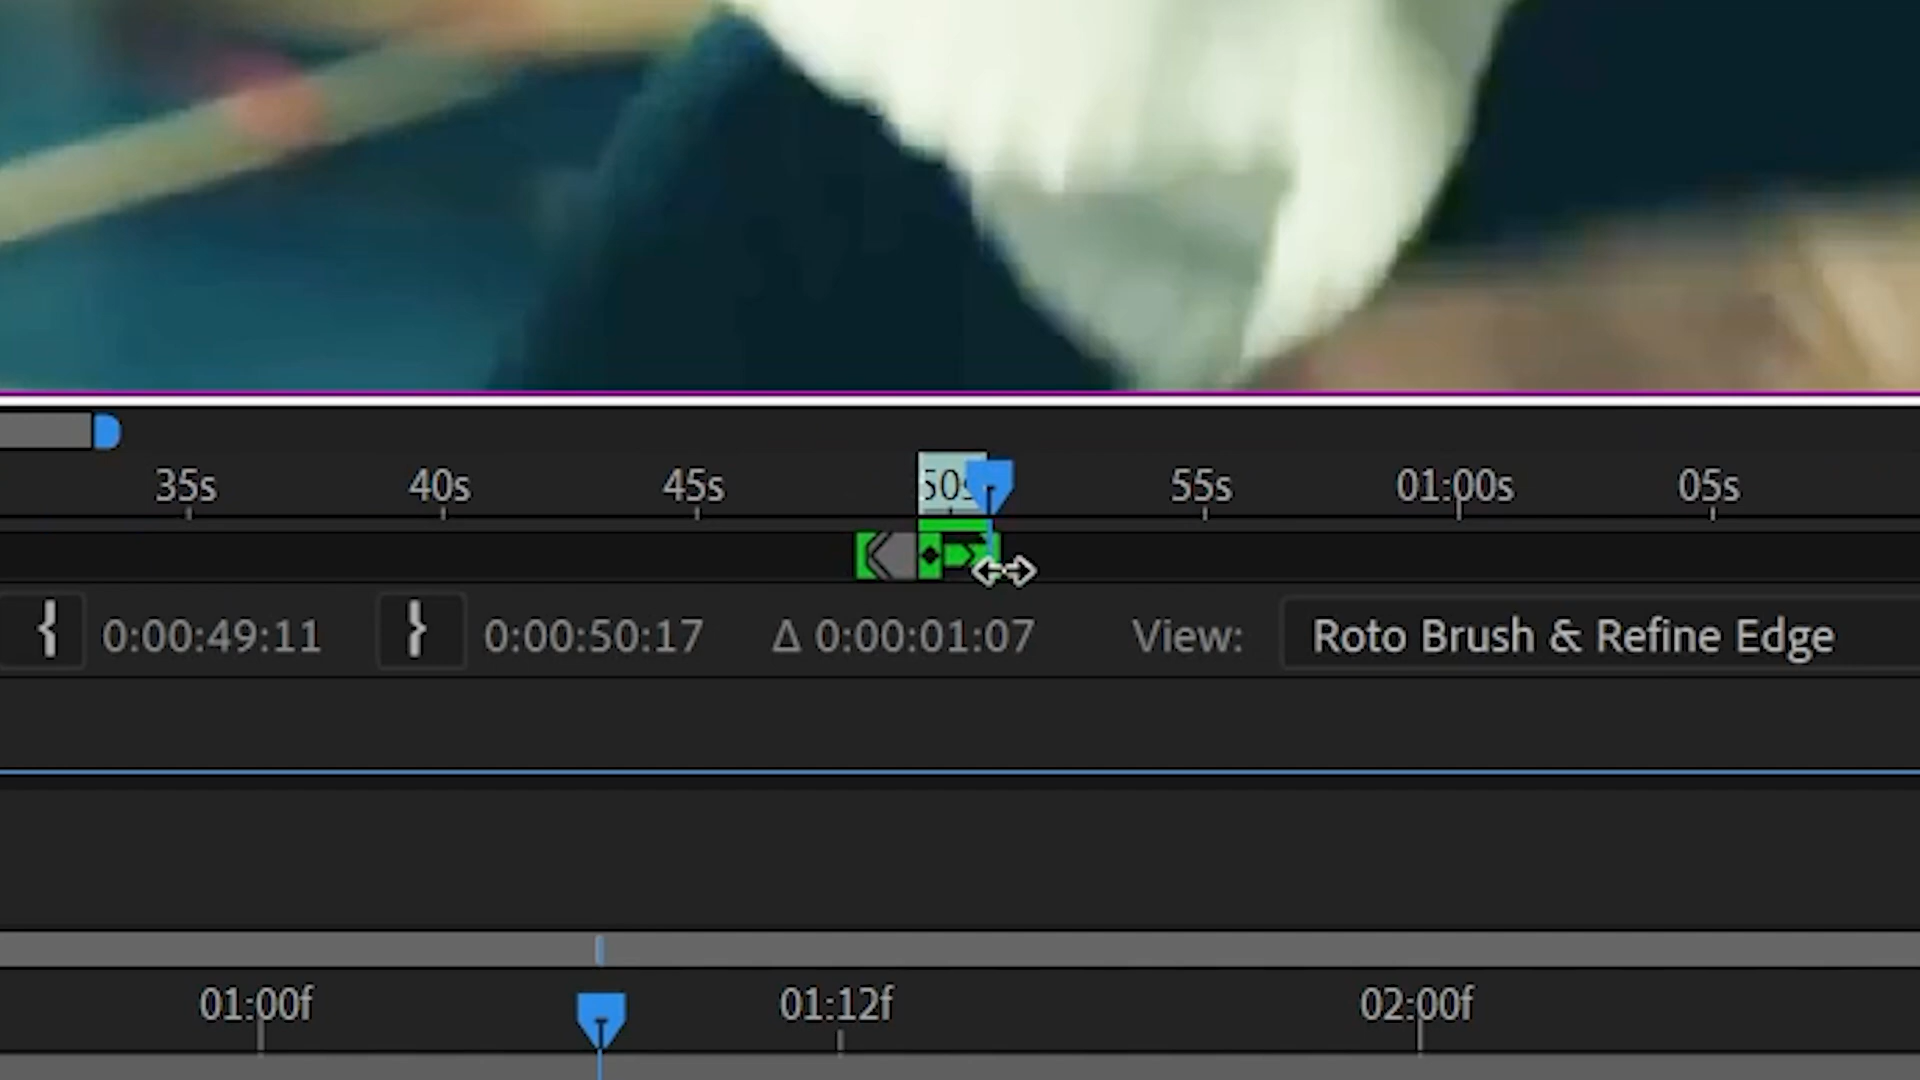 35s 40s 45s 50s 55s 01:00s 05s
{ 0:00:49:11 } 0:00:50:17 Δ 0:00:01:07 View: Roto Brush & Refine Edge
01:00f 01:12f 02:00f